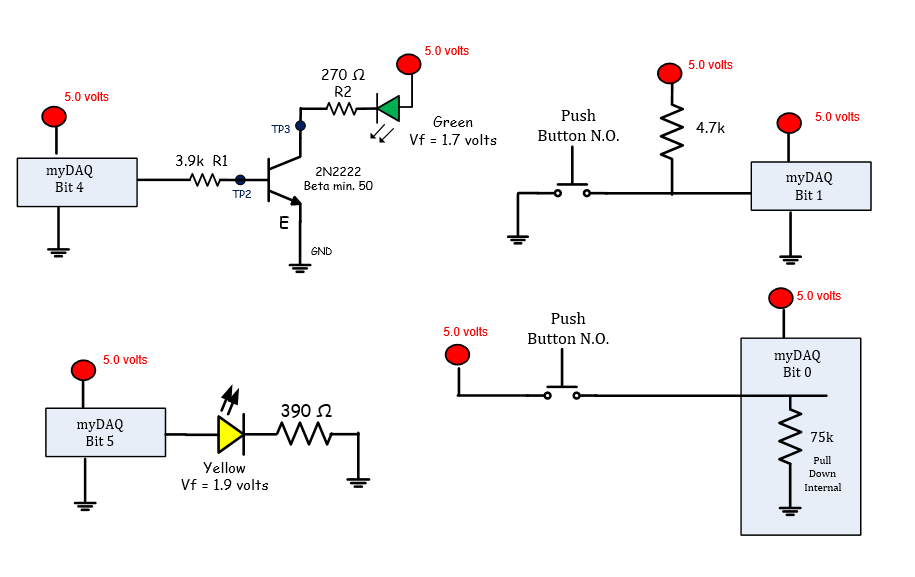 5.0 volts
myDAQ
Bit 4
3.9k R1
TP2
270 Ω
R2
TP3
5.0 volts
Green
Vf = 1.7 volts
2N2222
Beta min. 50
E
GND
Push
Button N.O.
5.0 volts
4.7k
5.0 volts
myDAQ
Bit 1
5.0 volts
myDAQ
Bit 5
Yellow
Vf = 1.9 volts
390 Ω
5.0 volts
Push
Button N.O.
5.0 volts
myDAQ
Bit 0
75k
Pull
Down
Internal